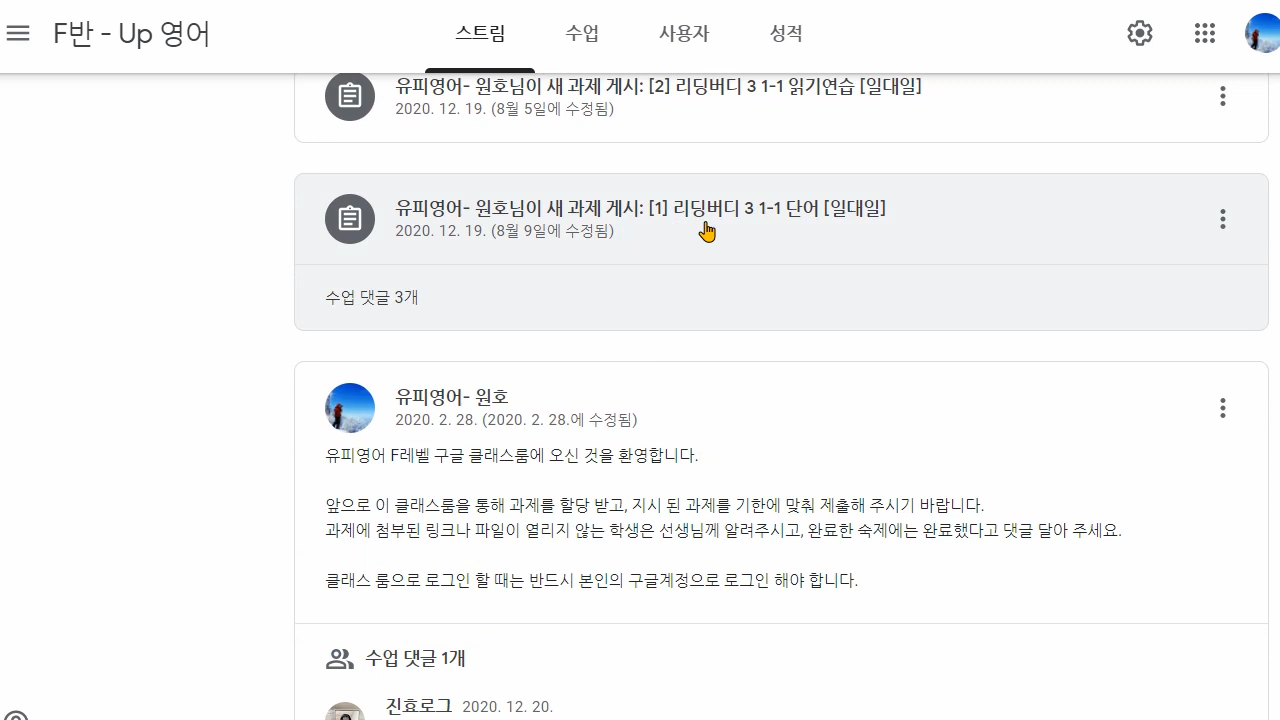 F반 - Up 영어
스트림
수업
사용자
성적
유피영어- 원호님이 새 과제 게시: [2] 리딩버디 3 1-1 읽기연습 [일대일]
2020. 12. 19. (8월 5일에 수정됨)
유피영어- 원호님이 새 과제 게시: [1] 리딩버디 3 1-1 단어 [일대일]
2020. 12. 19. (8월 9일에 수정됨)
수업 댓글 3개
유피영어- 원호
2020. 2. 28. (2020. 2. 28.에 수정됨)
유피영어 F레벨 구글 클래스룸에 오신 것을 환영합니다.
앞으로 이 클래스룸을 통해 과제를 할당 받고, 지시 된 과제를 기한에 맞춰 제출해 주시기 바랍니다.
과제에 첨부된 링크나 파일이 열리지 않는 학생은 선생님께 알려주시고, 완료한 숙제에는 완료했다고 댓글 달아 주세요.
클래스 룸으로 로그인 할 때는 반드시 본인의 구글계정으로 로그인 해야 합니다.
수업 댓글 1개
진효로그 2020. 12. 20.